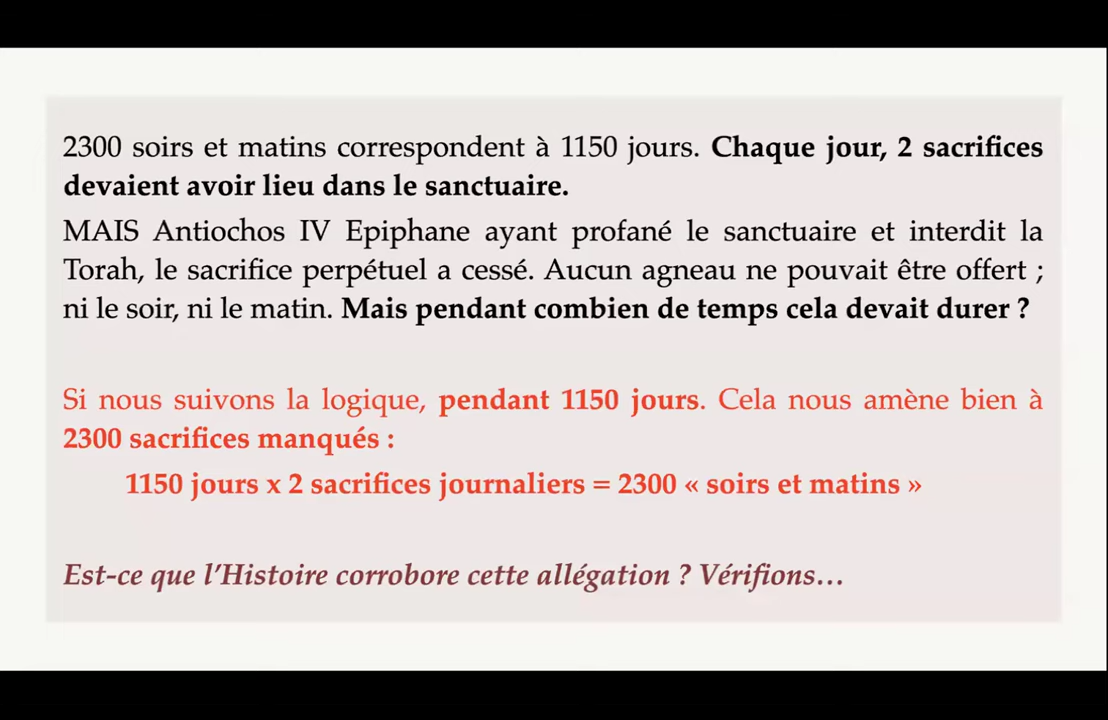 2300 soirs et matins correspondent à 1150 jours. Chaque jour, 2 sacrifices
devaient avoir lieu dans le sanctuaire.
MAIS Antiochos IV Epiphane ayant profané le sanctuaire et interdit la
Torah, le sacrifice perpétuel a cessé. Aucun agneau ne pouvait être offert ;
ni le soir, ni le matin. Mais pendant combien de temps cela devait durer ?
Si nous suivons la logique, pendant 1150 jours. Cela nous amène bien à
2300 sacrifices manqués :
1150 jours x 2 sacrifices journaliers = 2300 « soirs et matins »
Est-ce que l’Histoire corrobore cette allégation ? Vérifions…